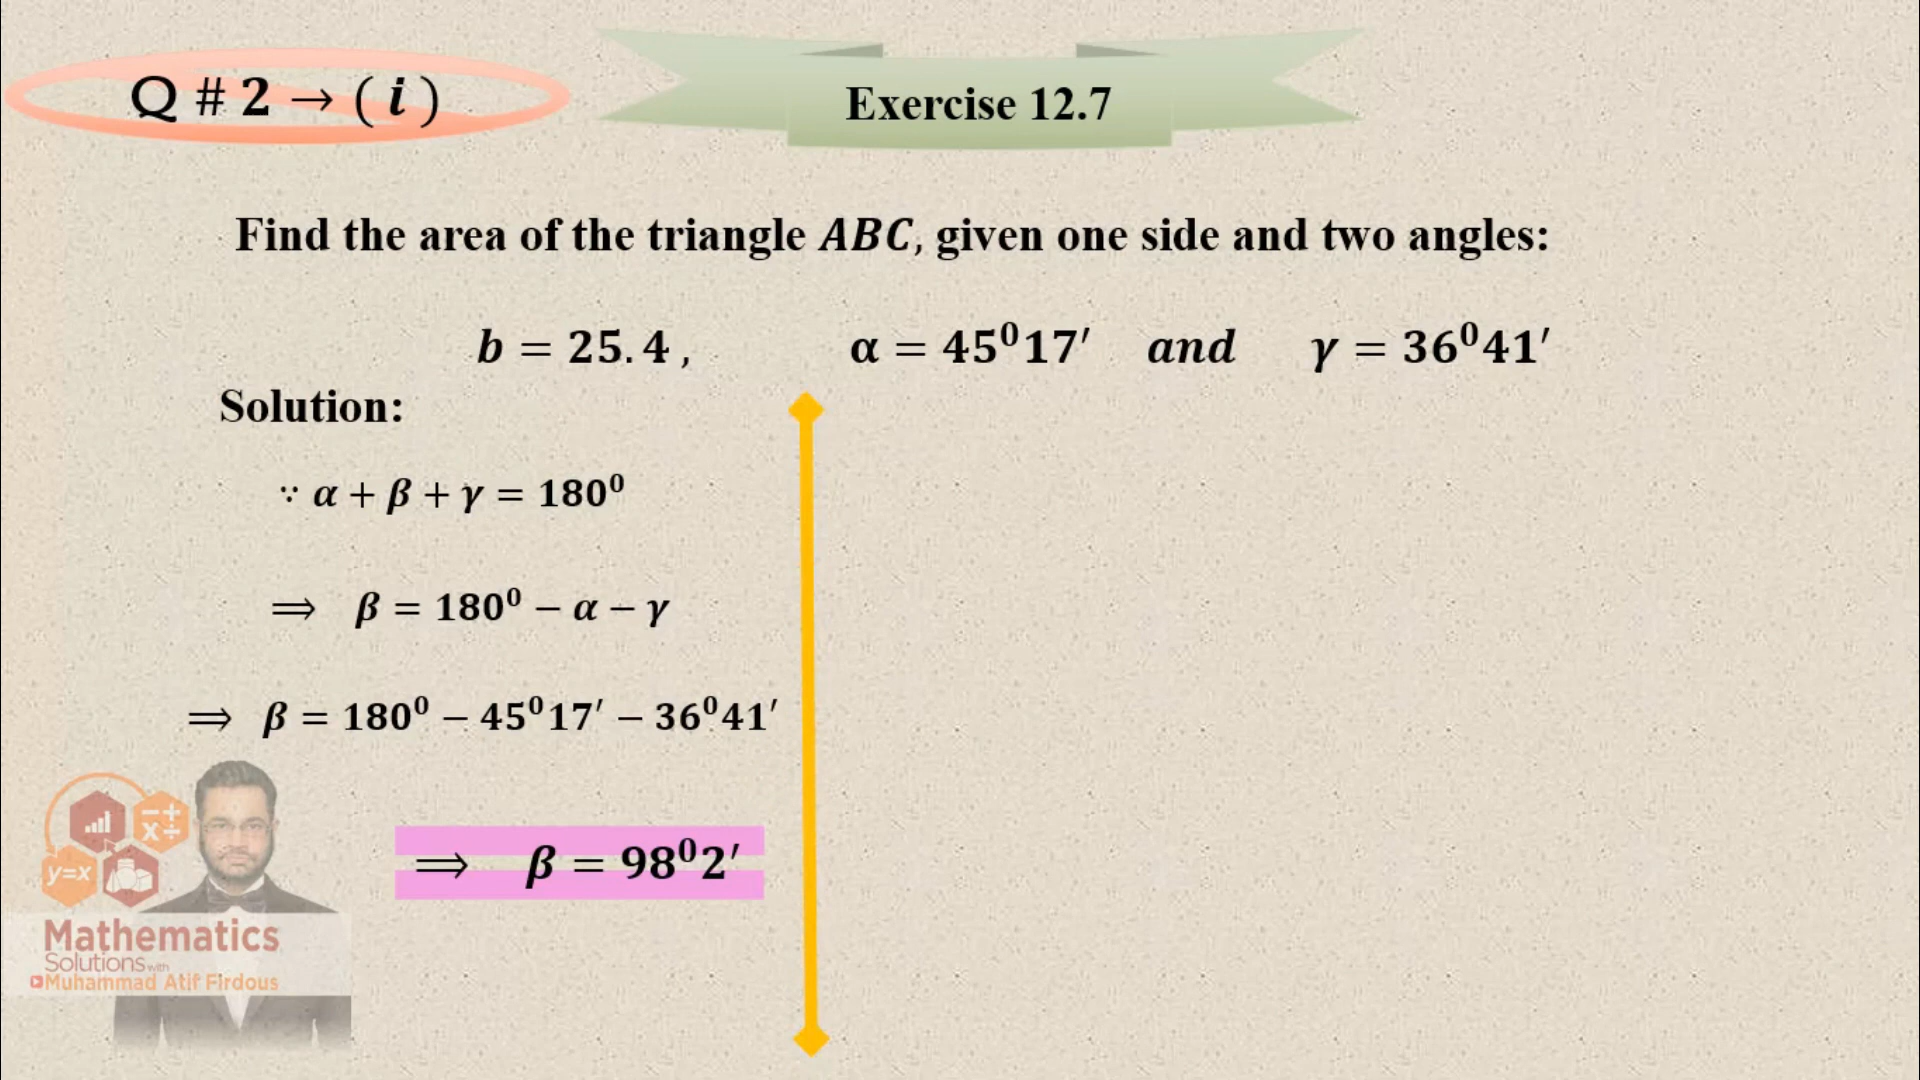 Q # 2 → ( i )
Exercise 12.7
Find the area of the triangle ABC, given one side and two angles:
b = 25.4 , α = 45⁰17′ and γ = 36⁰41′
Solution:
∵ α + β + γ = 180⁰
⟹ β = 180⁰ − α − γ
⟹ β = 180⁰ − 45⁰17′ − 36⁰41′
⟹ β = 98⁰2′
y=x
Mathematics
Solutions with
Muhammad Atif Firdous